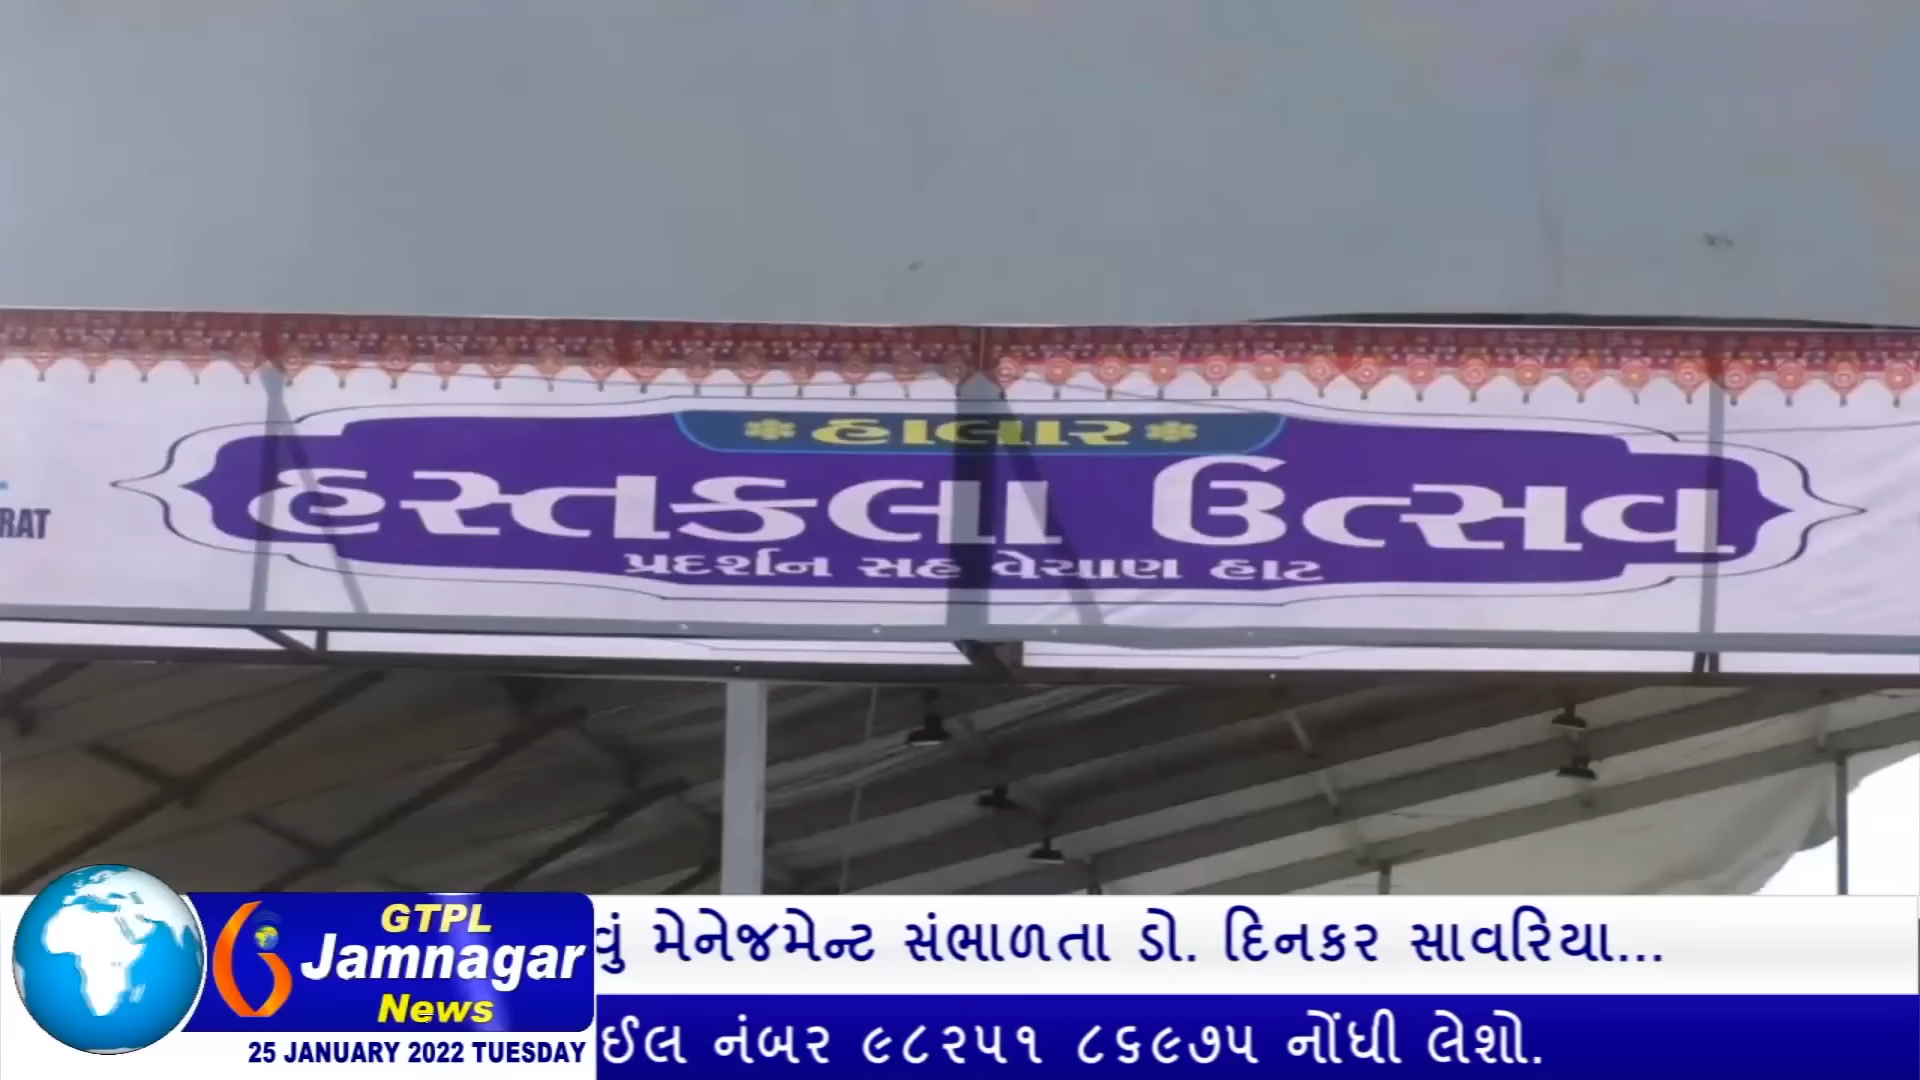 હાલાર
RAT
હસ્તકલા ઉત્સવ
પ્રદર્શન સહ વેચાણ હાટ
GTPL
Jamnagar
News
25 JANUARY 2022 TUESDAY
વું મેનેજમેન્ટ સંભાળતા ડો. દિનકર સાવરિયા...
ઈલ નંબર ૯૮૨૫૧ ૮૬૯૭૫ નોંધી લેશો.